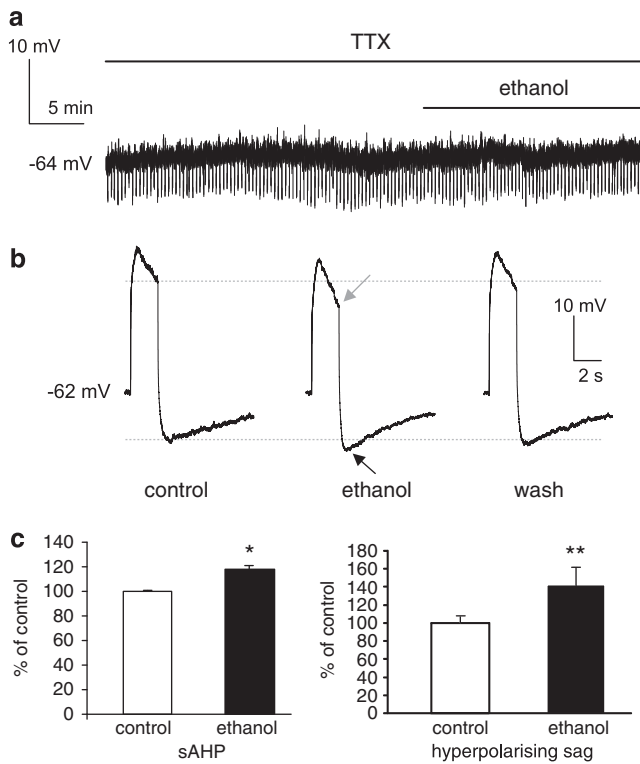 a
10 mV
TTX
5 min
ethanol
-64 mV
b
10 mV
2 s
-62 mV
control
ethanol
wash
c
% of control
140
120
100
80
60
40
20
0
*
control
ethanol
sAHP
% of control
180
160
140
120
100
80
60
40
20
0
**
control
ethanol
hyperpolarising sag